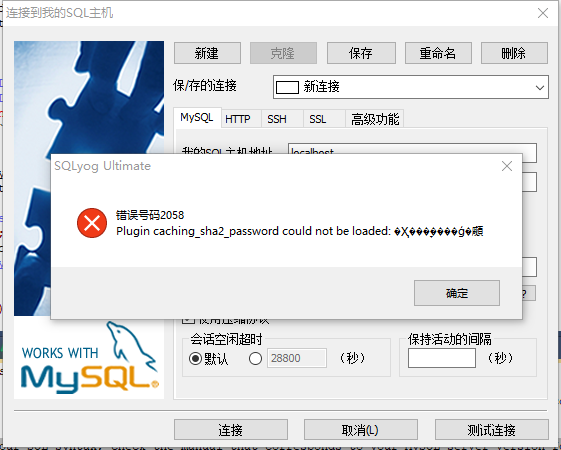 连接到我的SQL主机
新建
克隆
保存
重命名
删除
保/存的连接
新连接
MySQL
HTTP
SSH
SSL
高级功能
我的SQL主机地址
localhost
SQLyog Ultimate
错误号码2058
Plugin caching_sha2_password could not be loaded:
确定
?
使用压缩协议
会话空闲超时
默认
28800
(秒)
保持活动的间隔
(秒)
WORKS WITH
MySQL
连接
取消(L)
测试连接